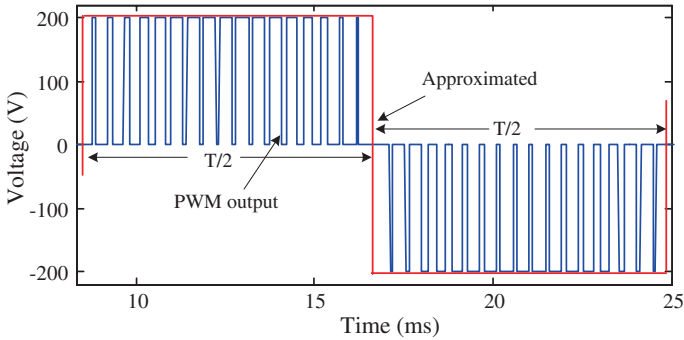 200
100
0
-100
-200
Voltage (V)
Approximated
T/2
T/2
PWM output
10
15
20
25
Time (ms)